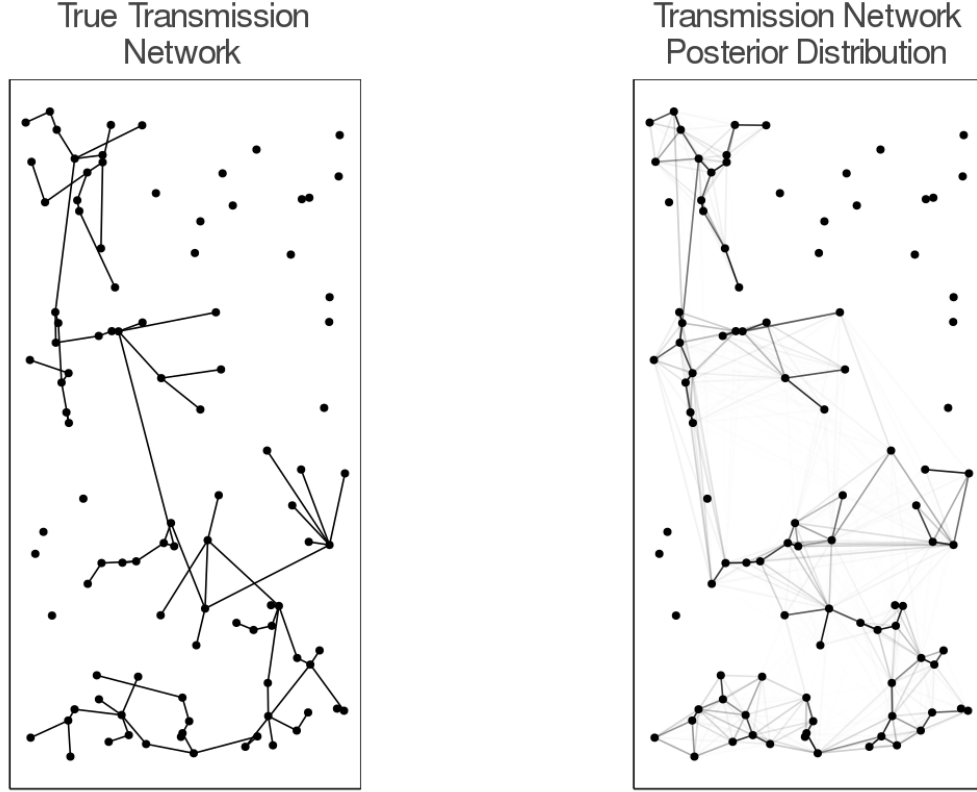 True Transmission
Network
Transmission Network
Posterior Distribution